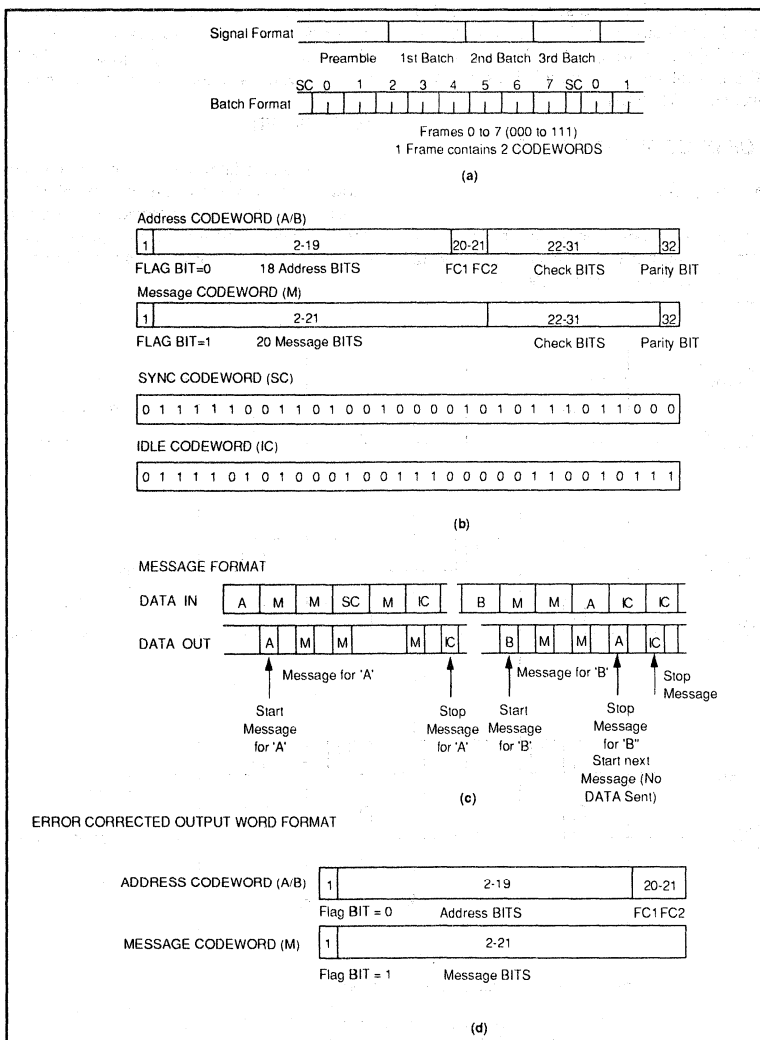 Signal Format
Preamble 1st Batch 2nd Batch 3rd Batch
SC 0 1 2 3 4 5 6 7 SC 0 1
Batch Format
Frames 0 to 7 (000 to 111)
1 Frame contains 2 CODEWORDS
(a)
Address CODEWORD (A/B)
1 2-19 20-21 22-31 32
FLAG BIT=0 18 Address BITS FC1 FC2 Check BITS Parity BIT
Message CODEWORD (M)
1 2-21 22-31 32
FLAG BIT=1 20 Message BITS Check BITS Parity BIT
SYNC CODEWORD (SC)
0 1 1 1 1 1 0 0 1 1 0 1 0 0 1 0 0 0 0 1 0 1 0 1 1 1 0 1 1 0 0 0
IDLE CODEWORD (IC)
0 1 1 1 1 0 1 0 1 0 0 0 1 0 0 1 1 1 0 0 0 0 0 1 1 0 0 1 0 1 1 1
(b)
MESSAGE FORMAT
DATA IN A M M SC M IC B M M A IC IC
DATA OUT A M M M IC B M M A IC
Message for 'A' Message for 'B' Stop
Message
Start Stop Start Stop
Message Message Message Message
for 'A' for 'A' for 'B' for 'B"
Start next
Message (No
(c) DATA Sent)
ERROR CORRECTED OUTPUT WORD FORMAT
ADDRESS CODEWORD (A/B) 1 2-19 20-21
Flag BIT = 0 Address BITS FC1 FC2
MESSAGE CODEWORD (M) 1 2-21
Flag BIT = 1 Message BITS
(d)